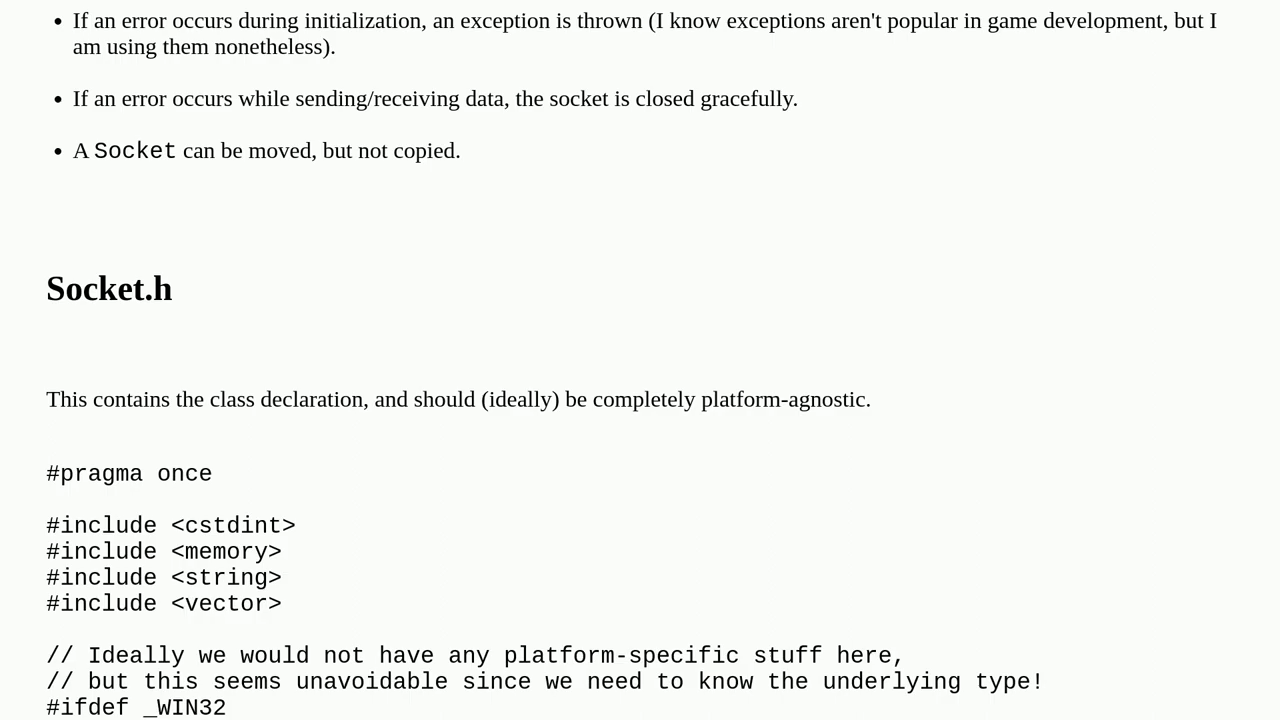 • If an error occurs during initialization, an exception is thrown (I know exceptions aren't popular in game development, but I
am using them nonetheless).
• If an error occurs while sending/receiving data, the socket is closed gracefully.
• A Socket can be moved, but not copied.
Socket.h
This contains the class declaration, and should (ideally) be completely platform-agnostic.
#pragma once
#include <cstdint>
#include <memory>
#include <string>
#include <vector>
// Ideally we would not have any platform-specific stuff here,
// but this seems unavoidable since we need to know the underlying type!
#ifdef _WIN32